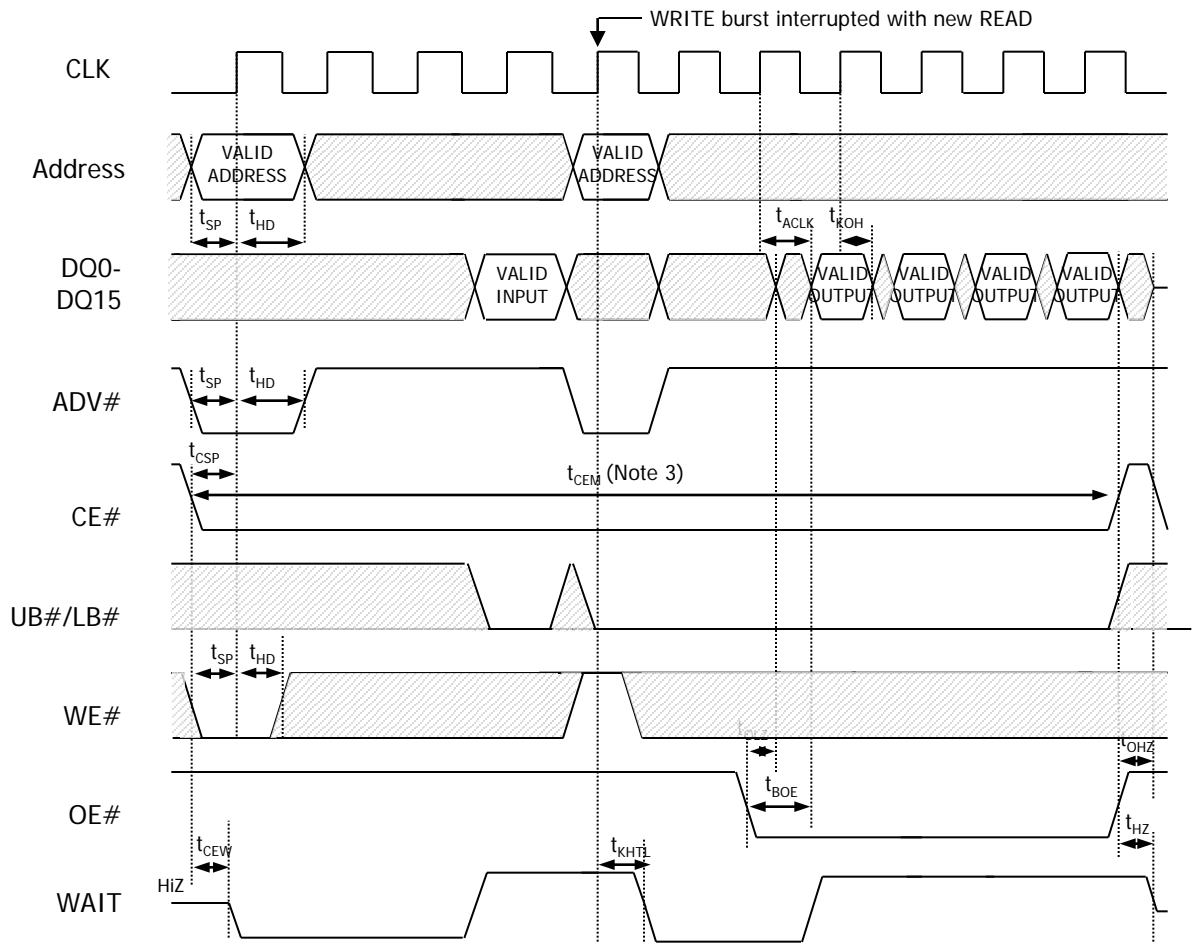 WRITE burst interrupted with new READ
CLK
Address
VALID ADDRESS
VALID ADDRESS
tSP
tHD
tACLK
tKOH
DQ0-
DQ15
VALID INPUT
VALID OUTPUT
VALID OUTPUT
VALID OUTPUT
VALID OUTPUT
ADV#
tSP
tHD
tCSP
tCEM (Note 3)
CE#
UB#/LB#
tSP
tHD
WE#
tOLZ
tOHZ
OE#
tBOE
tCEW
tKHTL
tHZ
HiZ
WAIT